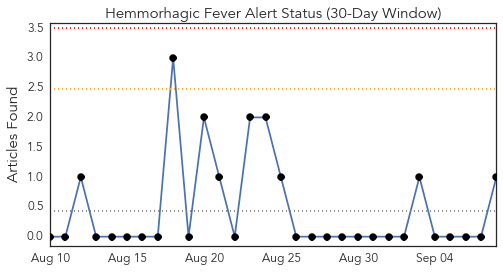 Hemmorhagic Fever Alert Status (30-Day Window)
Articles Found
3.5
3.0
2.5
2.0
1.5
1.0
0.5
0.0
Aug 10 Aug 15 Aug 20 Aug 25 Aug 30 Sep 04